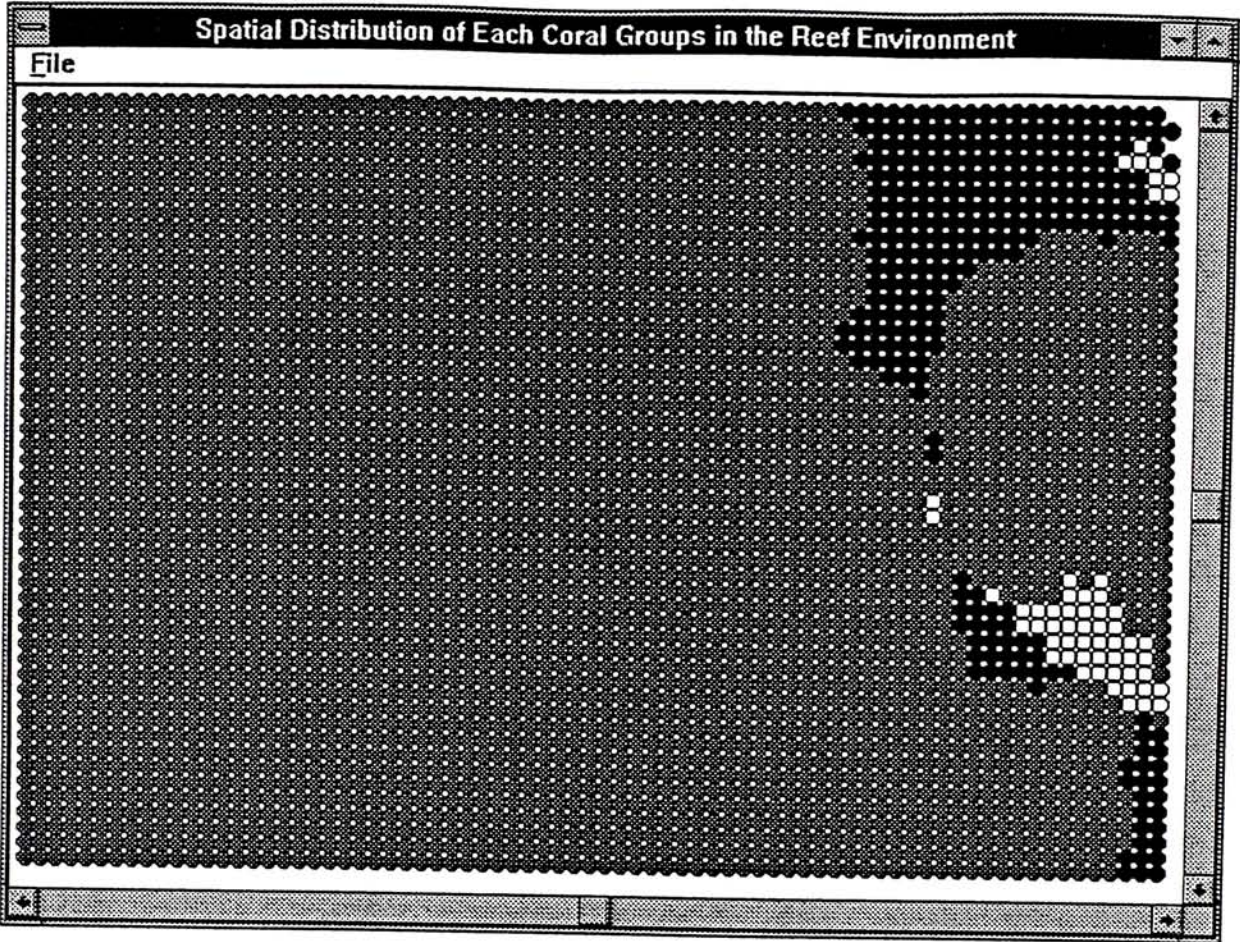 Spatial Distribution of Each Coral Groups in the Reef Environment
File